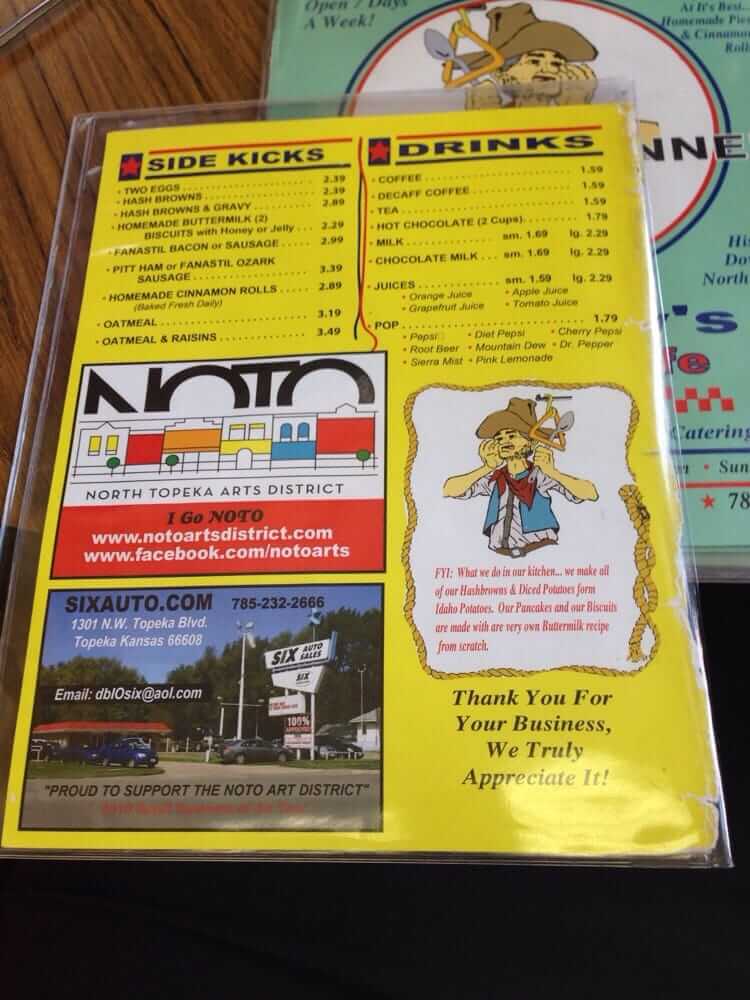 Open 7 Days
A Week!
At It's Best...
Homemade Pies
& Cinnamon
Roll
NNE
's
fe
Catering
Sun
78
SIDE KICKS
TWO EGGS 2.39
HASH BROWNS 2.39
HASH BROWNS & GRAVY 2.89
HOMEMADE BUTTERMILK (2)
BISCUITS with Honey or Jelly 2.29
FANASTIL BACON or SAUSAGE 2.99
PITT HAM or FANASTIL OZARK
SAUSAGE 3.39
HOMEMADE CINNAMON ROLLS 2.89
(Baked Fresh Daily)
OATMEAL 3.19
OATMEAL & RAISINS 3.49
DRINKS
COFFEE 1.59
DECAFF COFFEE 1.59
TEA 1.59
HOT CHOCOLATE (2 Cups) 1.79
MILK sm. 1.69 lg. 2.29
CHOCOLATE MILK sm. 1.69 lg. 2.29
JUICES sm. 1.59 lg. 2.29
• Orange Juice • Apple Juice
• Grapefruit Juice • Tomato Juice
POP 1.79
• Pepsi • Diet Pepsi • Cherry Pepsi
• Root Beer • Mountain Dew • Dr. Pepper
• Sierra Mist • Pink Lemonade
NOTO
NORTH TOPEKA ARTS DISTRICT
I Go NOTO
www.notoartsdistrict.com
www.facebook.com/notoarts
SIXAUTO.COM 785-232-2666
1301 N.W. Topeka Blvd.
Topeka Kansas 66608
SIX AUTO SALES
SIX
100%
Email: dblOsix@aol.com
"PROUD TO SUPPORT THE NOTO ART DISTRICT"
FYI: What we do in our kitchen... we make all
of our Hashbrowns & Diced Potatoes form
Idaho Potatoes. Our Pancakes and our Biscuits
are made with are very own Buttermilk recipe
from scratch.
Thank You For
Your Business,
We Truly
Appreciate It!